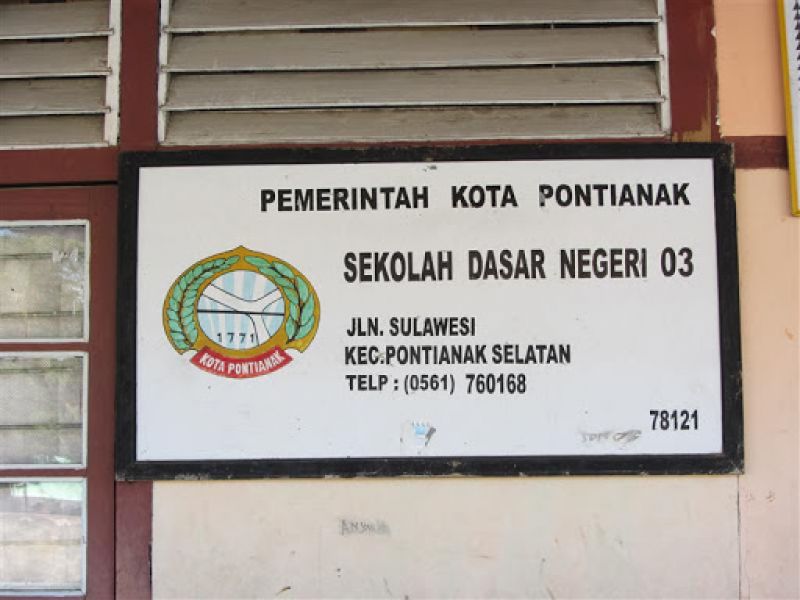 PEMERINTAH KOTA PONTIANAK
SEKOLAH DASAR NEGERI 03
1771
KOTA PONTIANAK
JLN. SULAWESI
KEC.PONTIANAK SELATAN
TELP : (0561) 760168
78121